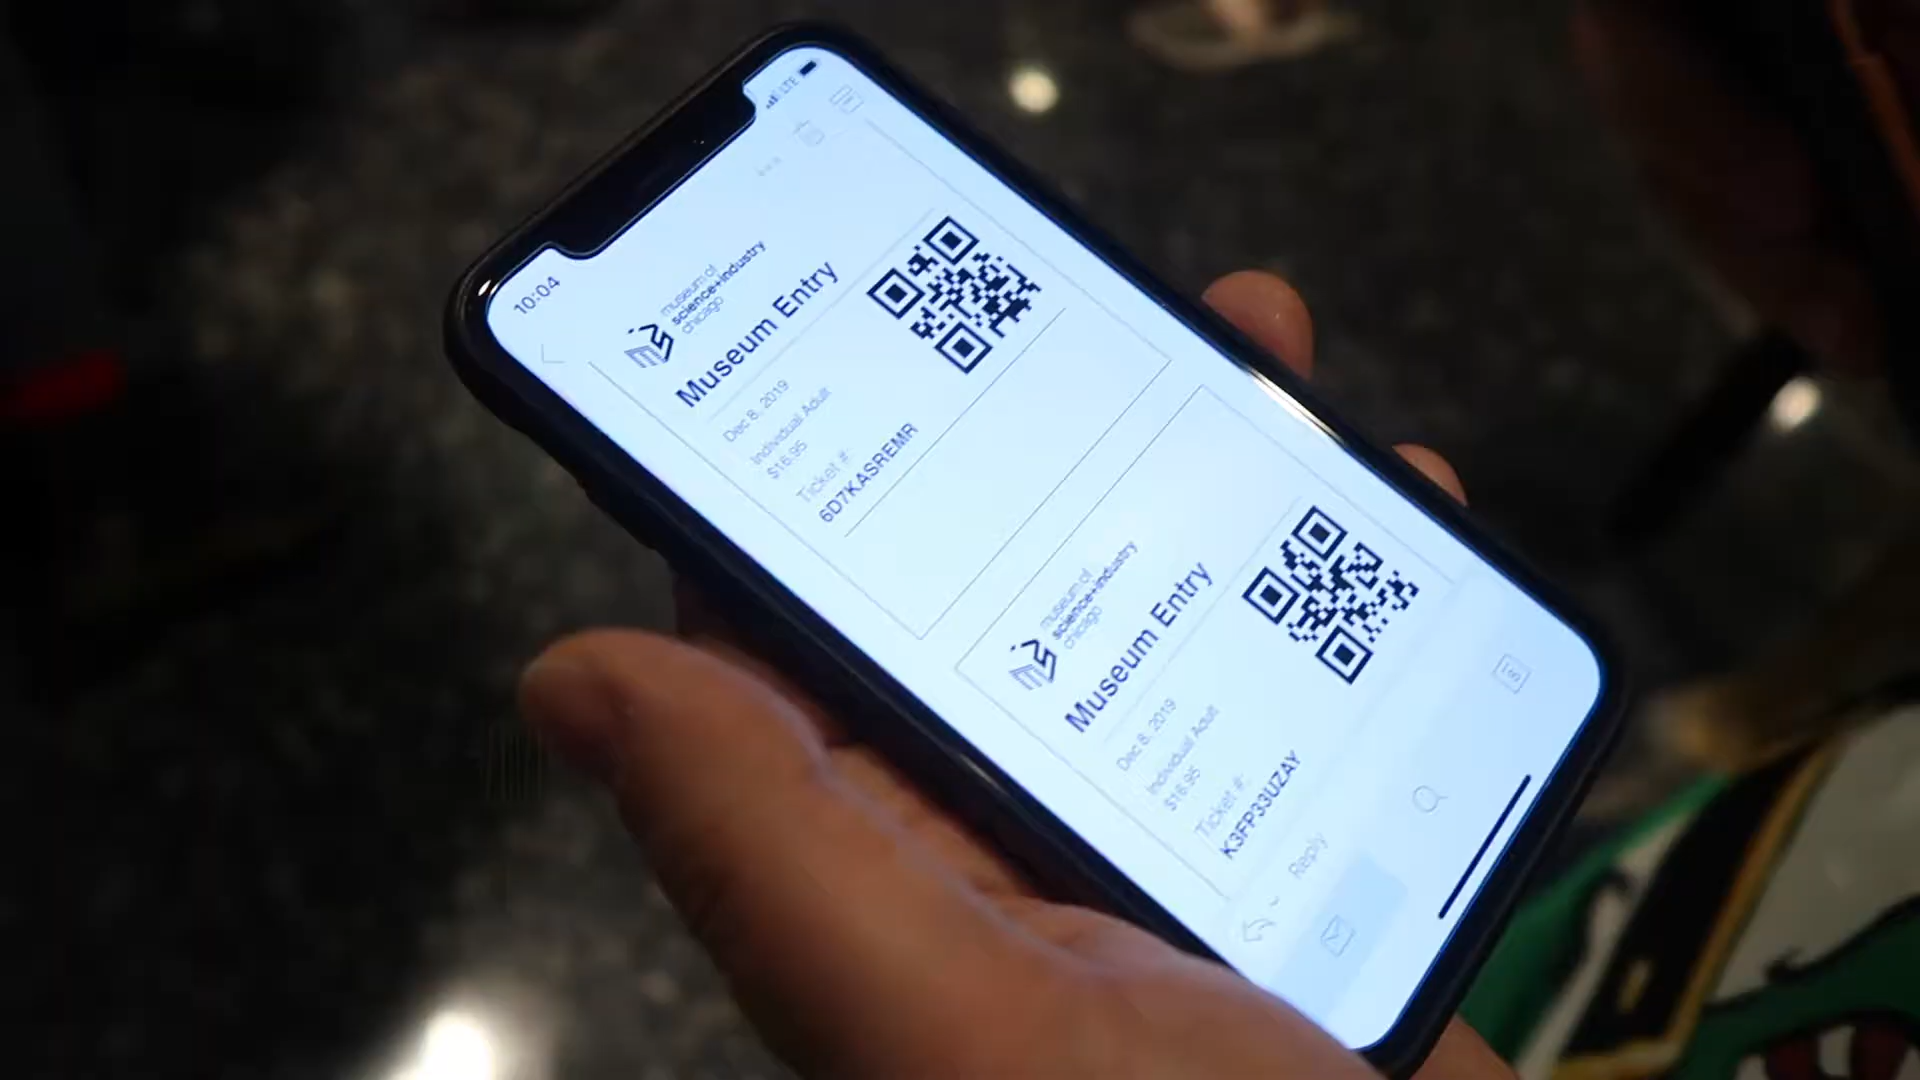 10:04
LTE
museum of
science+industry
chicago
Museum Entry
Dec 8, 2019
Individual Adult
$16.95
Ticket #:
6D7KASREMR
museum of
science+industry
chicago
Museum Entry
Dec 8, 2019
Individual Adult
$16.95
Ticket #:
K3FP33UZAY
Reply